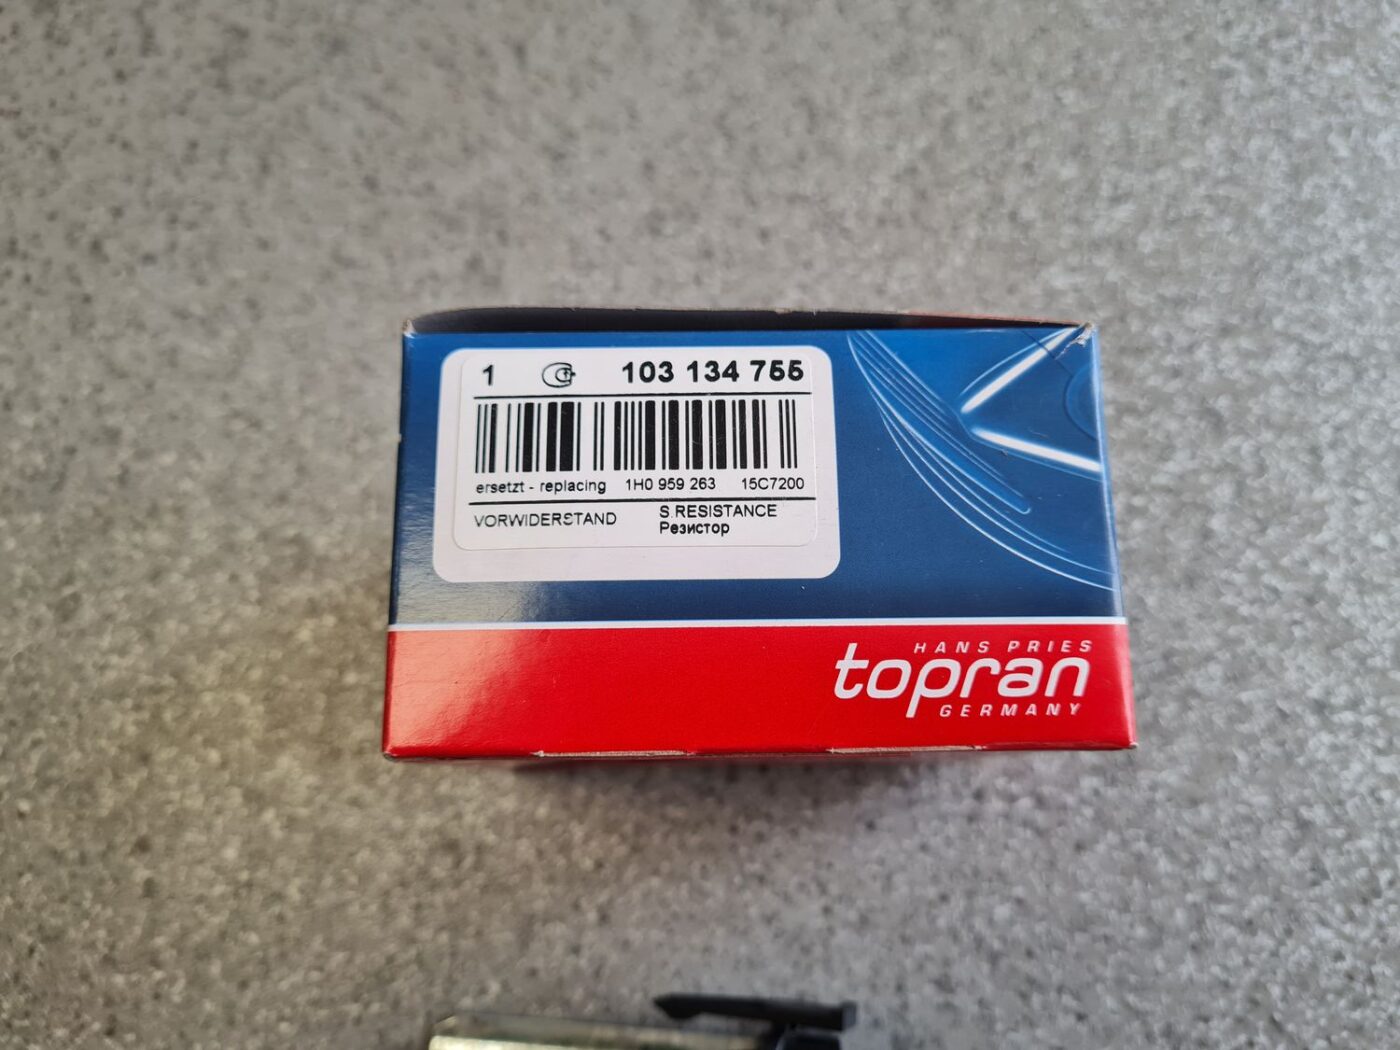 1 103 134 755
ersetzt - replacing 1H0 959 263 15C7200
VORWIDERSTAND S.RESISTANCE
Резистор
HANS PRIES
topran
GERMANY